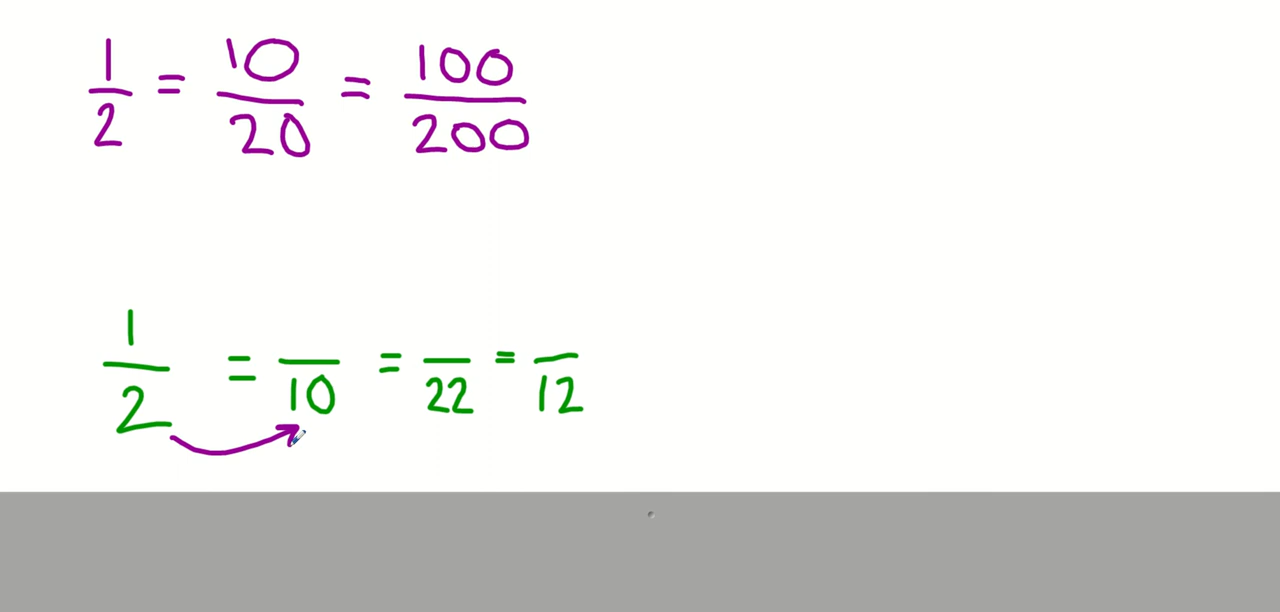 1/2 = 10/20 = 100/200
1/2 = /10 = /22 = /12